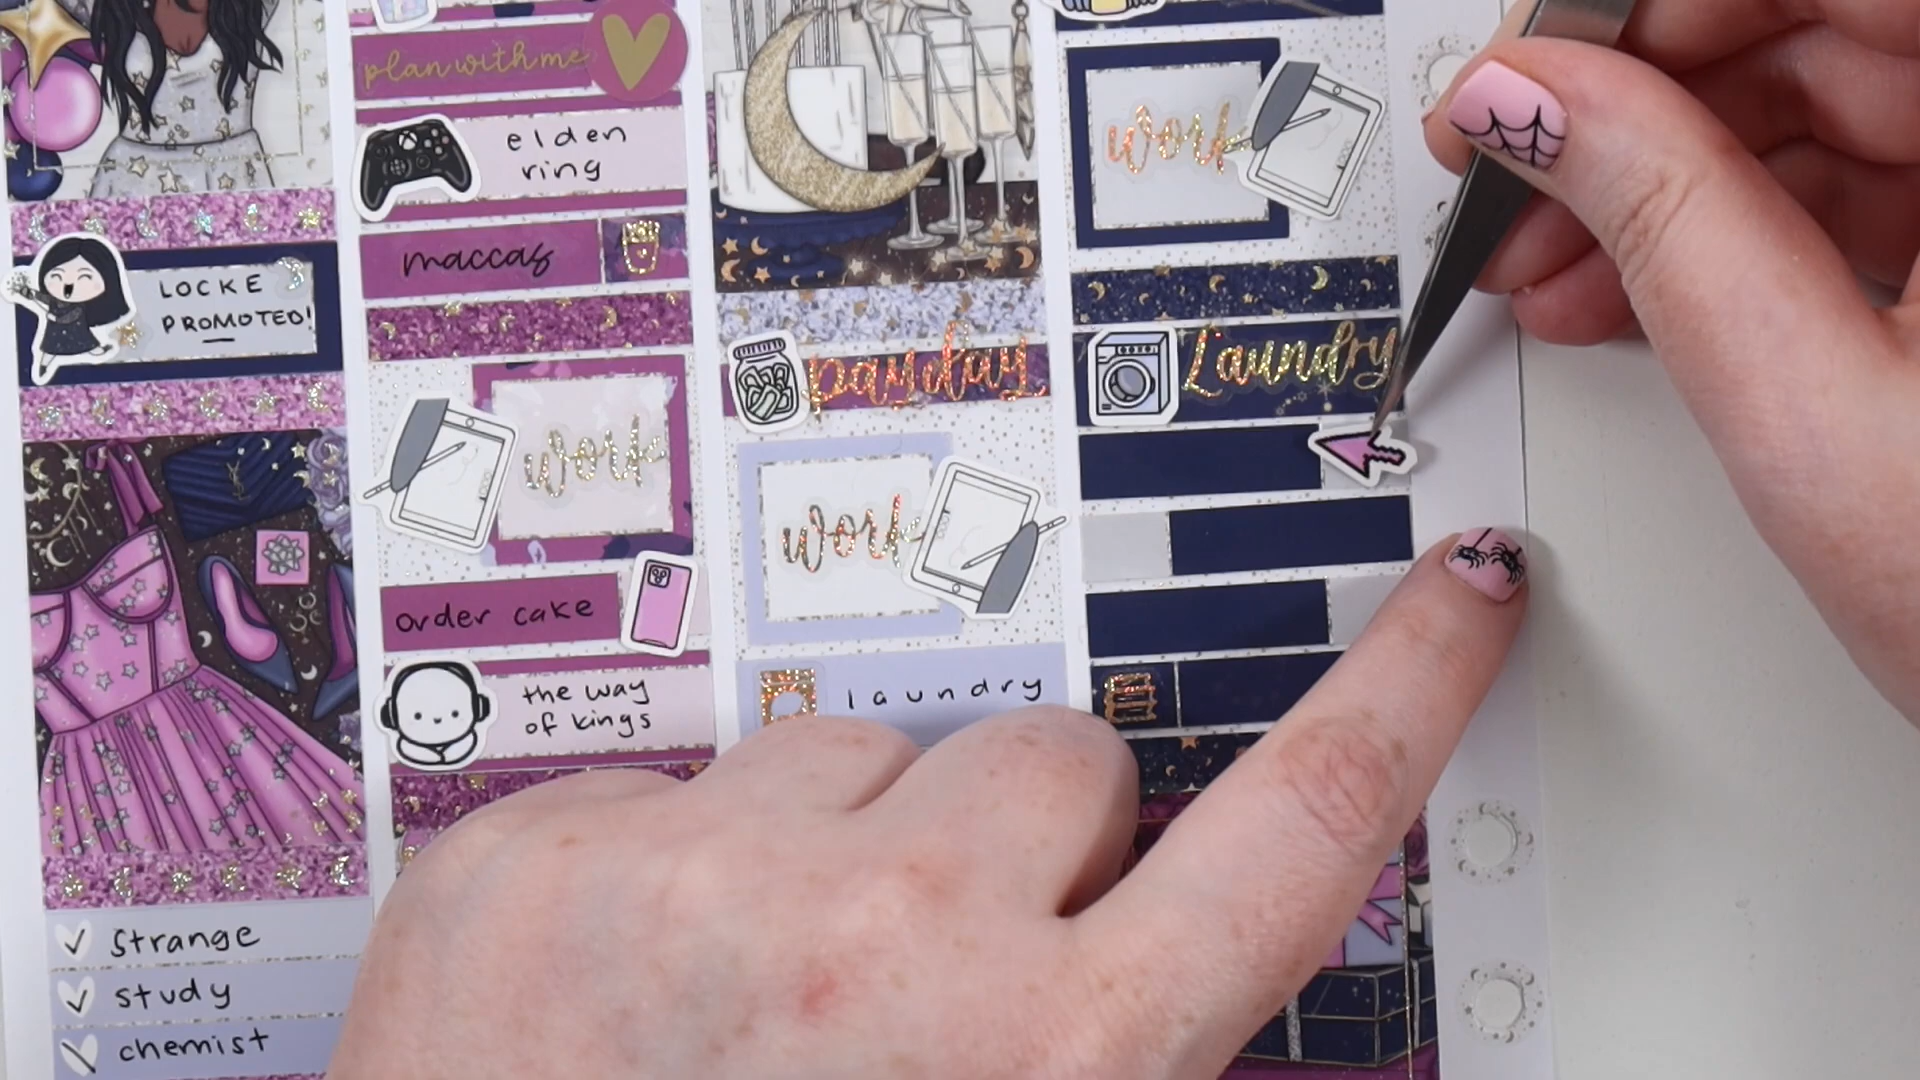 LOCKE
PROMOTED!
strange
study
chemist
plan with me
elden
ring
maccas
work
order cake
the way
of kings
payday
work
laundry
work
Laundry